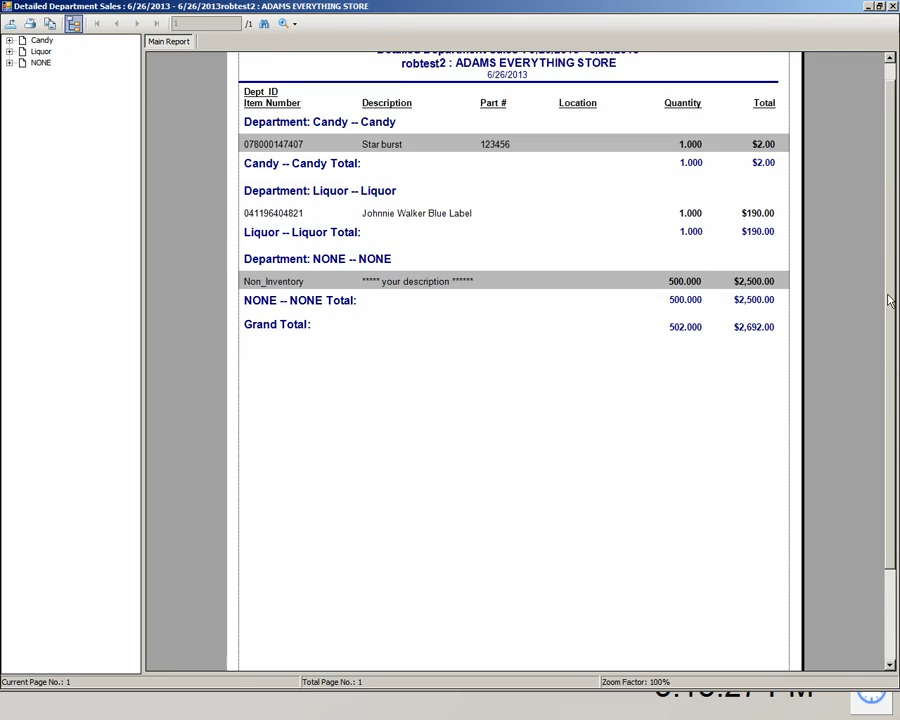 Detailed Department Sales : 6/26/2013 - 6/26/2013robtest2 : ADAMS EVERYTHING STORE
1 /1
Candy
Liquor
NONE
Main Report
robtest2 : ADAMS EVERYTHING STORE
6/26/2013
Dept_ID
Item Number Description Part # Location Quantity Total
Department: Candy -- Candy
078000147407 Star burst 123456 1.000 $2.00
Candy -- Candy Total: 1.000 $2.00
Department: Liquor -- Liquor
041196404821 Johnnie Walker Blue Label 1.000 $190.00
Liquor -- Liquor Total: 1.000 $190.00
Department: NONE -- NONE
Non_Inventory ***** your description ****** 500.000 $2,500.00
NONE -- NONE Total: 500.000 $2,500.00
Grand Total: 502.000 $2,692.00
Current Page No.: 1 Total Page No.: 1 Zoom Factor: 100%